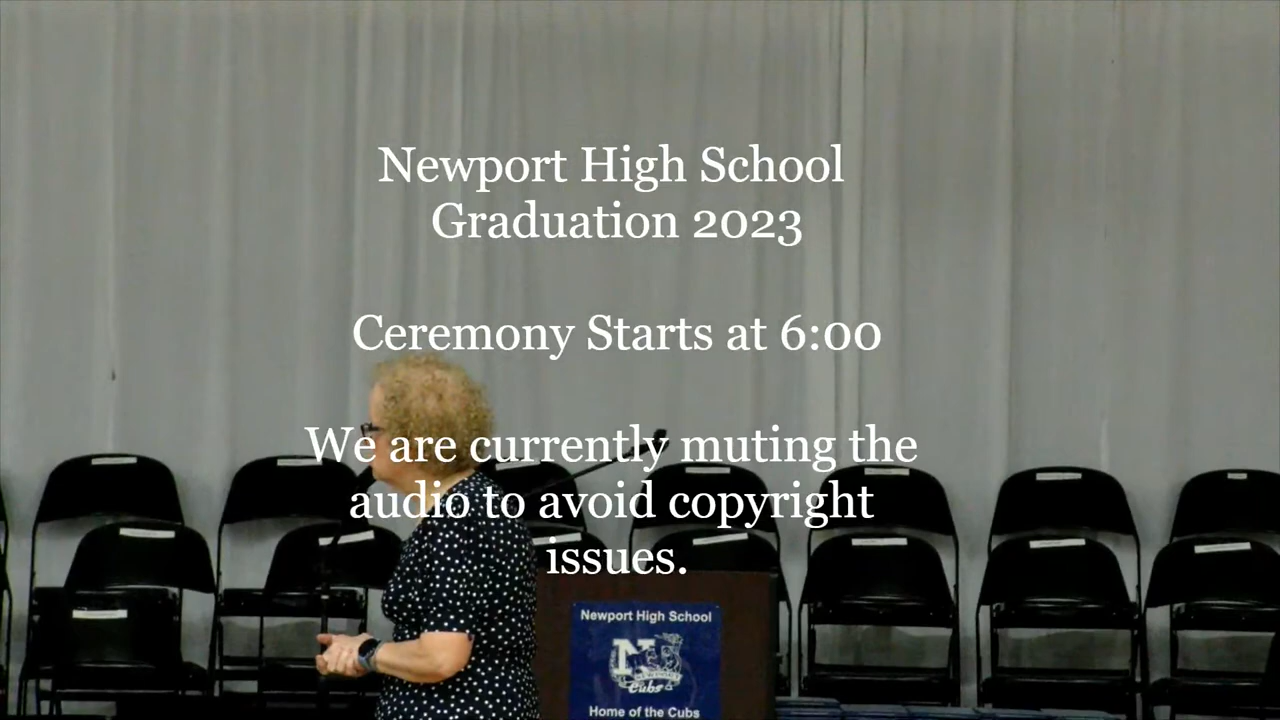 Newport High School
Graduation 2023
Ceremony Starts at 6:00
We are currently muting the
audio to avoid copyright
issues.
Newport High School
N
Cubs
Home of the Cubs